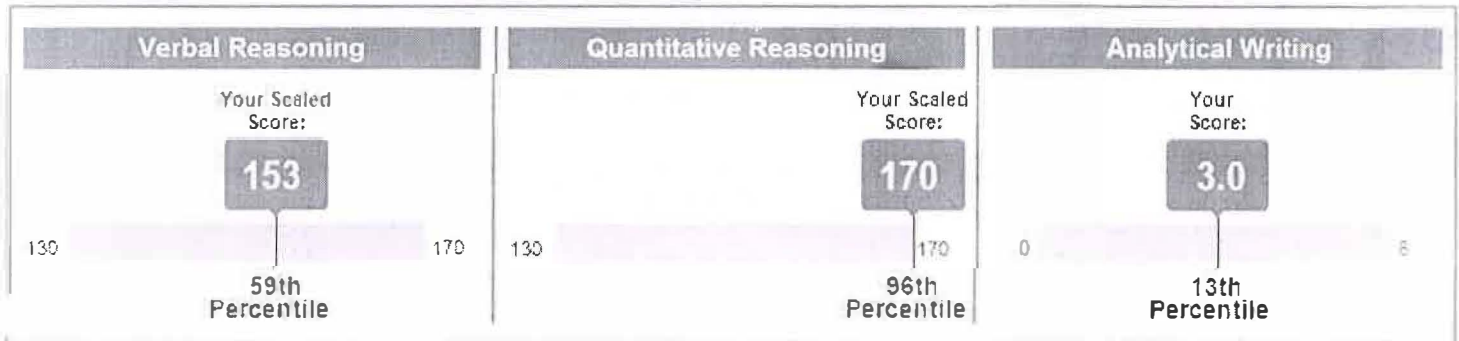 Verbal Reasoning
Your Scaled
Score:
153
130
170
59th
Percentile
Quantitative Reasoning
Your Scaled
Score:
170
130
170
96th
Percentile
Analytical Writing
Your
Score:
3.0
0
6
13th
Percentile